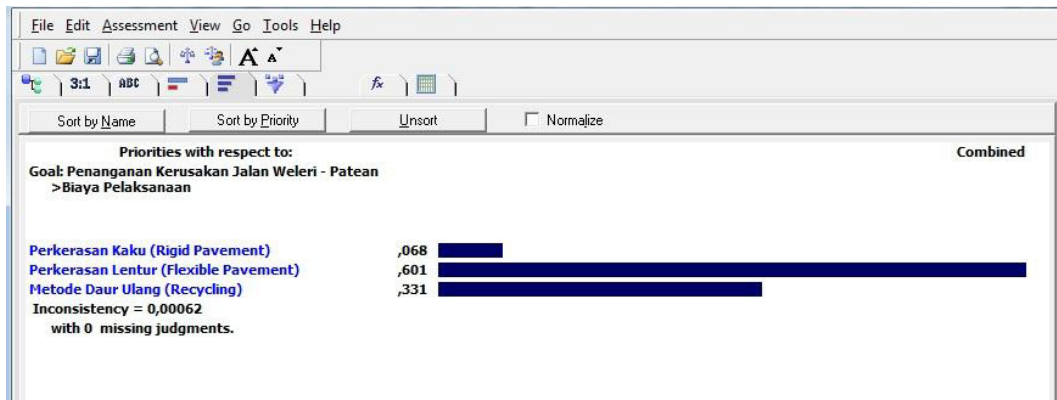 File Edit Assessment View Go Tools Help
A A
3:1 ABC fx
Sort by Name Sort by Priority Unsort Normalize
Priorities with respect to: Combined
Goal: Penanganan Kerusakan Jalan Weleri - Patean
>Biaya Pelaksanaan
Perkerasan Kaku (Rigid Pavement) ,068
Perkerasan Lentur (Flexible Pavement) ,601
Metode Daur Ulang (Recycling) ,331
Inconsistency = 0,00062
with 0 missing judgments.